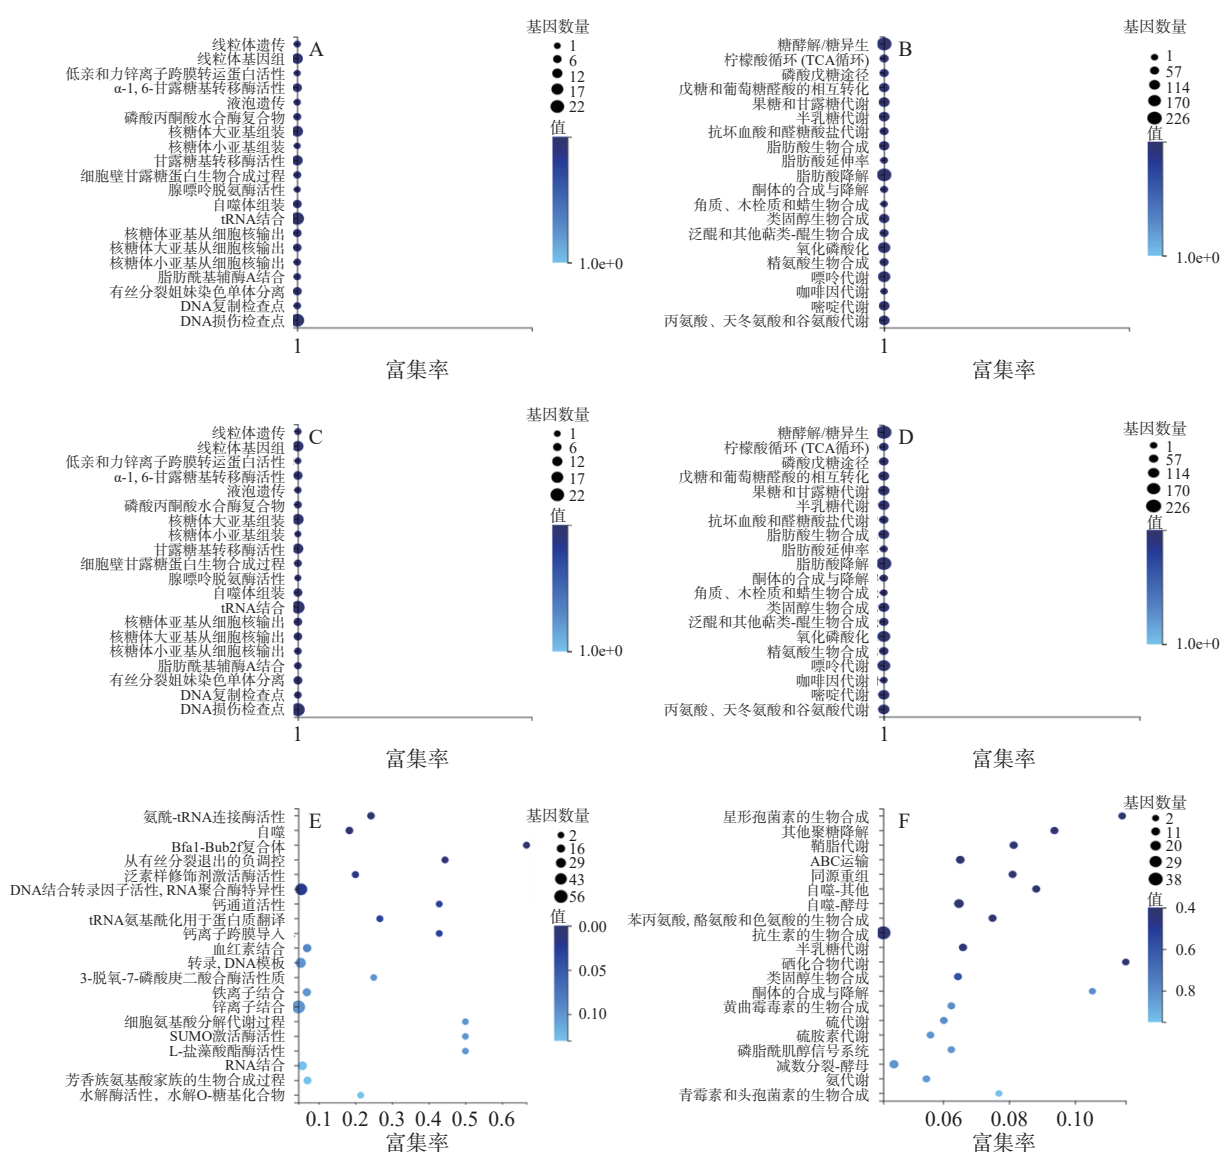 A
线粒体遗传
线粒体基因组
低亲和力锌离子跨膜转运蛋白活性
α-1, 6-甘露糖基转移酶活性
液泡遗传
磷酸丙酮酸水合酶复合物
核糖体大亚基组装
核糖体小亚基组装
甘露糖基转移酶活性
细胞壁甘露糖蛋白生物合成过程
腺嘌呤脱氨酶活性
自噬体组装
tRNA结合
核糖体亚基从细胞核输出
核糖体大亚基从细胞核输出
核糖体小亚基从细胞核输出
脂肪酰基辅酶A结合
有丝分裂姐妹染色单体分离
DNA复制检查点
DNA损伤检查点
1
富集率
基因数量
1
6
12
17
22
值
1.0e+0
B
糖酵解/糖异生
柠檬酸循环 (TCA循环)
磷酸戊糖途径
戊糖和葡萄糖醛酸的相互转化
果糖和甘露糖代谢
半乳糖代谢
抗坏血酸和醛糖酸盐代谢
脂肪酸生物合成
脂肪酸延伸率
脂肪酸降解
酮体的合成与降解
角质、木栓质和蜡生物合成
类固醇生物合成
泛醌和其他萜类-醌生物合成
氧化磷酸化
精氨酸生物合成
嘌呤代谢
咖啡因代谢
嘧啶代谢
丙氨酸、天冬氨酸和谷氨酸代谢
1
富集率
基因数量
1
57
114
170
226
值
1.0e+0
C
线粒体遗传
线粒体基因组
低亲和力锌离子跨膜转运蛋白活性
α-1, 6-甘露糖基转移酶活性
液泡遗传
磷酸丙酮酸水合酶复合物
核糖体大亚基组装
核糖体小亚基组装
甘露糖基转移酶活性
细胞壁甘露糖蛋白生物合成过程
腺嘌呤脱氨酶活性
自噬体组装
tRNA结合
核糖体亚基从细胞核输出
核糖体大亚基从细胞核输出
核糖体小亚基从细胞核输出
脂肪酰基辅酶A结合
有丝分裂姐妹染色单体分离
DNA复制检查点
DNA损伤检查点
1
富集率
基因数量
1
6
12
17
22
值
1.0e+0
D
糖酵解/糖异生
柠檬酸循环 (TCA循环)
磷酸戊糖途径
戊糖和葡萄糖醛酸的相互转化
果糖和甘露糖代谢
半乳糖代谢
抗坏血酸和醛糖酸盐代谢
脂肪酸生物合成
脂肪酸延伸率
脂肪酸降解
酮体的合成与降解
角质、木栓质和蜡生物合成
类固醇生物合成
泛醌和其他萜类-醌生物合成
氧化磷酸化
精氨酸生物合成
嘌呤代谢
咖啡因代谢
嘧啶代谢
丙氨酸、天冬氨酸和谷氨酸代谢
1
富集率
基因数量
1
57
114
170
226
值
1.0e+0
E
氨酰-tRNA连接酶活性
自噬
Bfa1-Bub2f复合体
从有丝分裂退出的负调控
泛素样修饰剂激活酶活性
DNA结合转录因子活性, RNA聚合酶特异性
钙通道活性
tRNA氨基酰化用于蛋白质翻译
钙离子跨膜导入
血红素结合
转录, DNA模板
3-脱氧-7-磷酸庚二酸合酶活性质
铁离子结合
锌离子结合
细胞氨基酸分解代谢过程
SUMO激活酶活性
L-盐藻酸酯酶活性
RNA结合
芳香族氨基酸家族的生物合成过程
水解酶活性，水解O-糖基化合物
0.1 0.2 0.3 0.4 0.5 0.6
富集率
基因数量
2
16
29
43
56
值
0.00
0.05
0.10
F
星形孢菌素的生物合成
其他聚糖降解
鞘脂代谢
ABC运输
同源重组
自噬-其他
自噬-酵母
苯丙氨酸, 酪氨酸和色氨酸的生物合成
抗生素的生物合成
半乳糖代谢
硒化合物代谢
类固醇生物合成
酮体的合成与降解
黄曲霉毒素的生物合成
硫代谢
硫胺素代谢
磷脂酰肌醇信号系统
减数分裂-酵母
氨代谢
青霉素和头孢菌素的生物合成
0.06 0.08 0.10
富集率
基因数量
2
11
20
29
38
值
0.4
0.6
0.8